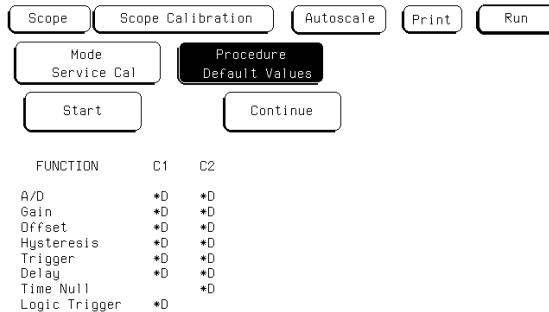 Scope Scope Calibration Autoscale Print Run
Mode
Service Cal
Procedure
Default Values
Start Continue
FUNCTION C1 C2
A/D *D *D
Gain *D *D
Offset *D *D
Hysteresis *D *D
Trigger *D *D
Delay *D *D
Time Null *D
Logic Trigger *D